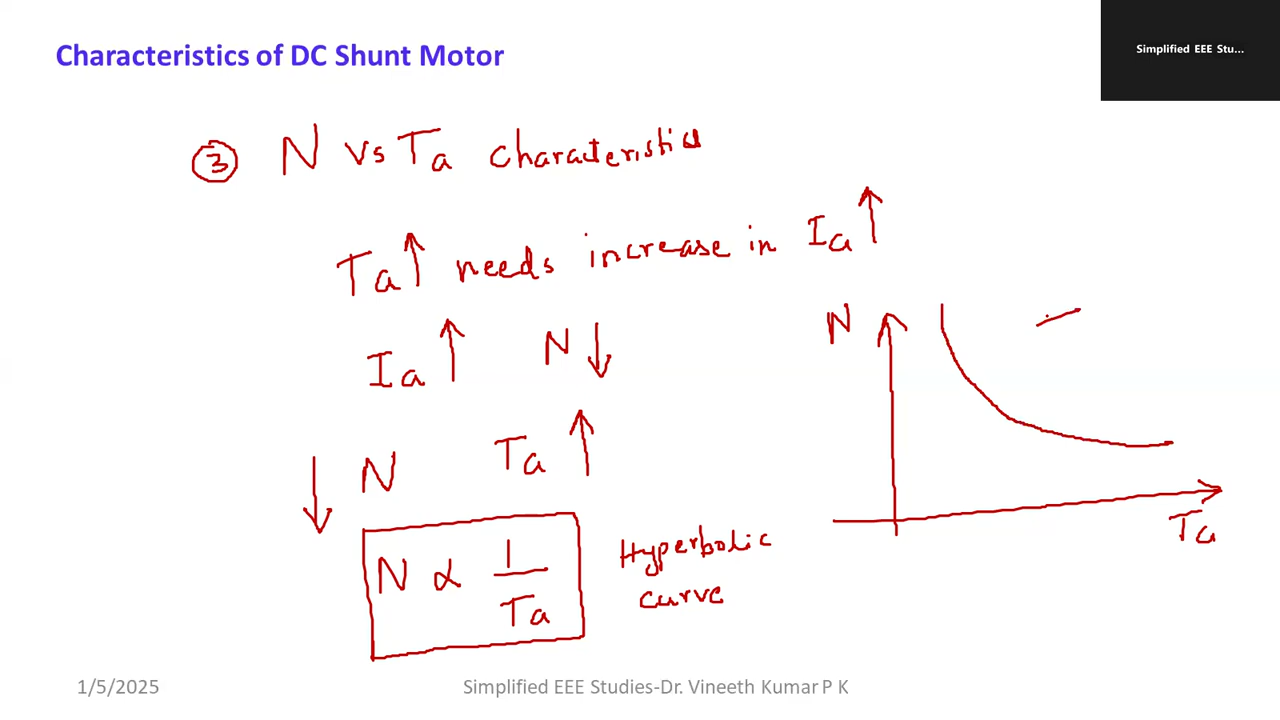 Simplified EEE Stu...
Characteristics of DC Shunt Motor
③ N vs Ta characteristics
Ta↑ needs increase in Ia↑
Ia↑ N↓
↓N Ta↑
N ∝ 1/Ta
Hyperbolic
curve
N
Ta
1/5/2025
Simplified EEE Studies-Dr. Vineeth Kumar P K